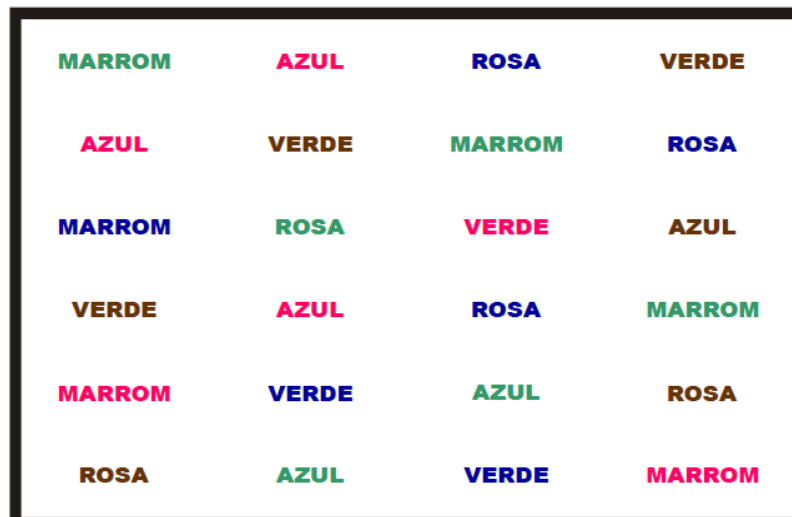 MARROM AZUL ROSA VERDE
AZUL VERDE MARROM ROSA
MARROM ROSA VERDE AZUL
VERDE AZUL ROSA MARROM
MARROM VERDE AZUL ROSA
ROSA AZUL VERDE MARROM